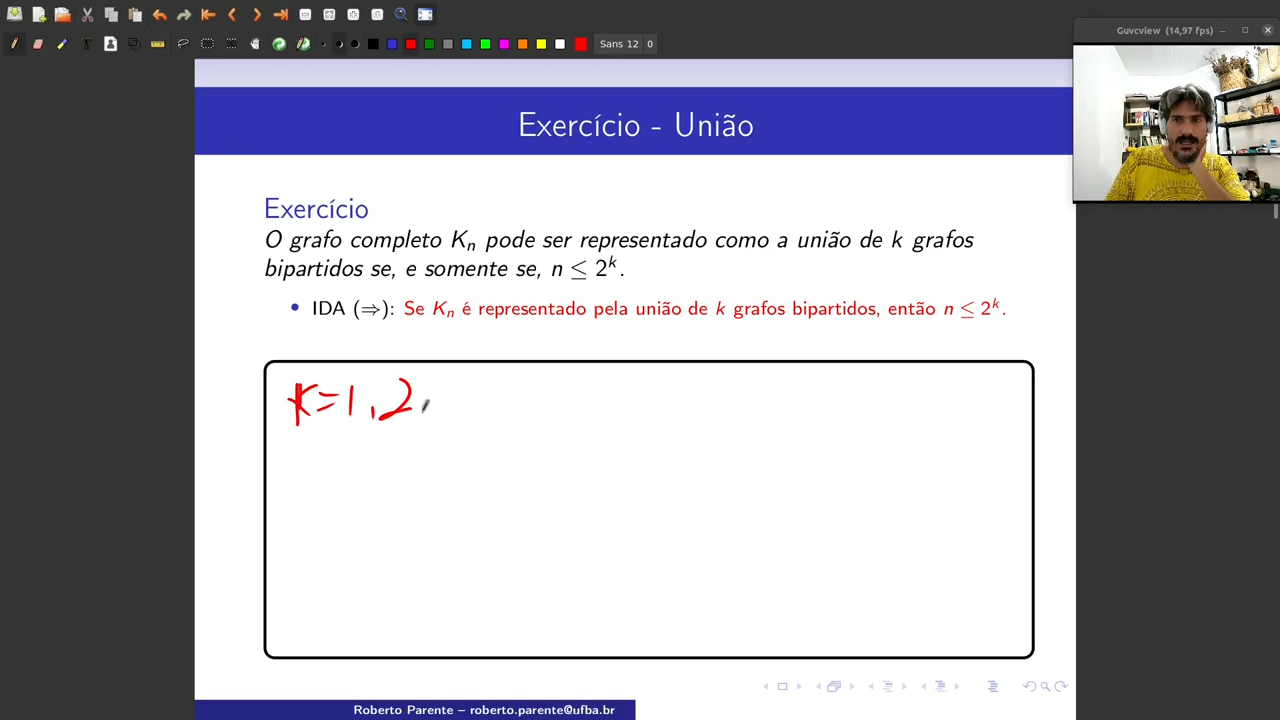 Sans 12 0
Guvcview (14,97 fps)
Exercício - União
Exercício
O grafo completo Kn pode ser representado como a união de k grafos
bipartidos se, e somente se, n ≤ 2^k.
• IDA (⇒): Se Kn é representado pela união de k grafos bipartidos, então n ≤ 2^k.
K=1,2
Roberto Parente – roberto.parente@ufba.br